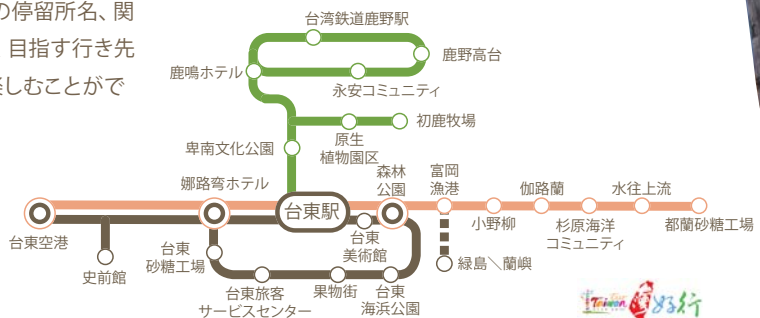 の停留所名、関
目指す行き先
楽しむことがで
台湾鉄道鹿野駅
鹿野高台
鹿鳴ホテル
永安コミュニティ
初鹿牧場
原生
植物園区
卑南文化公園
森林
公園
富岡
漁港
娜路弯ホテル
伽路蘭
水往上流
台東駅
台東空港
台東
砂糖工場
台東
美術館
小野柳
杉原海洋
コミュニティ
都蘭砂糖工場
史前館
緑島＼蘭嶼
台東旅客
サービスセンター
果物街
台東
海浜公園
Taiwan 好行